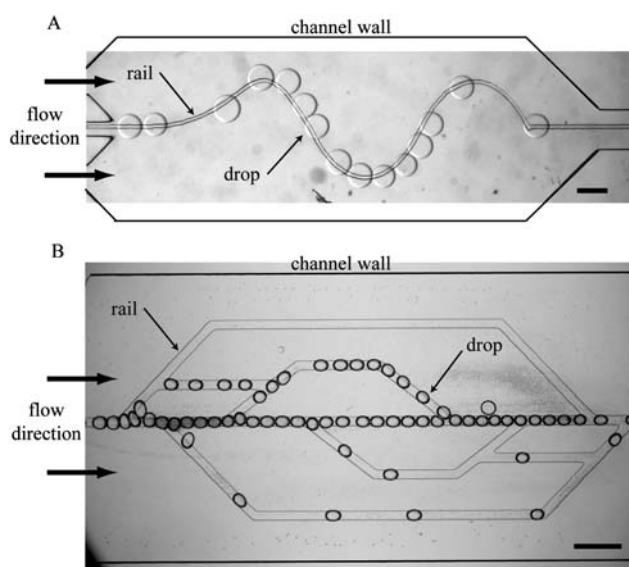 A
channel wall
rail
flow
direction
drop
B
channel wall
rail
drop
flow
direction